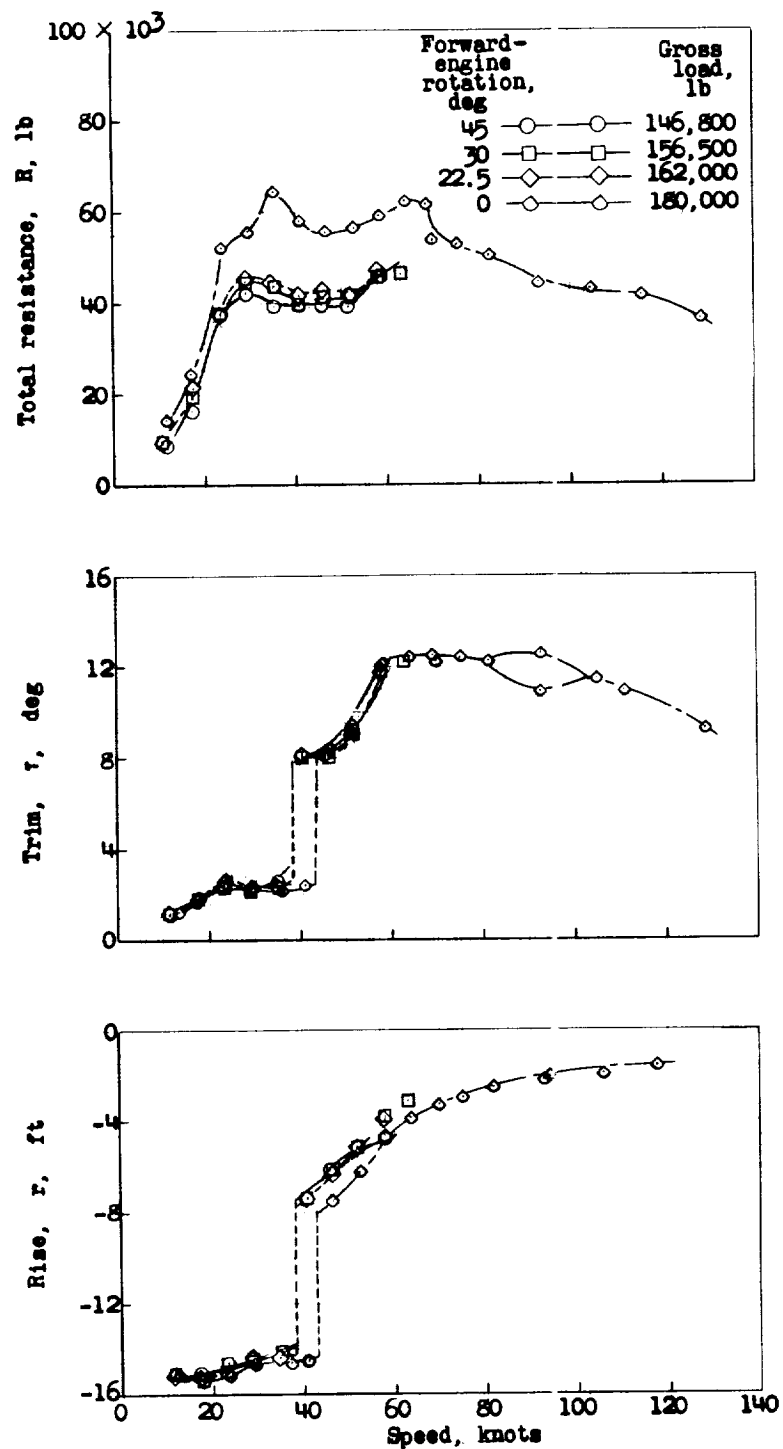 100 × 10³
80
60
40
20
0
Total resistance, R, lb
Forward-
engine
rotation,
deg
Gross
load,
lb
45 146,800
30 156,500
22.5 162,000
0 180,000
16
12
8
4
0
Trim, τ, deg
0
-4
-8
-12
-16
Rise, r, ft
0 20 40 60 80 100 120 140
Speed, knots